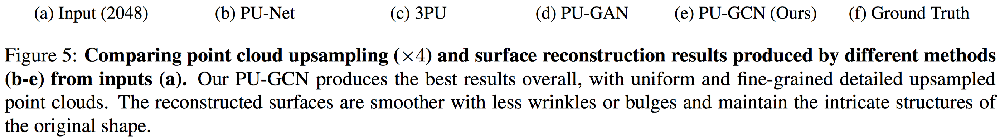 (a) Input (2048) (b) PU-Net (c) 3PU (d) PU-GAN (e) PU-GCN (Ours) (f) Ground Truth
Figure 5: Comparing point cloud upsampling (×4) and surface reconstruction results produced by different methods
(b-e) from inputs (a). Our PU-GCN produces the best results overall, with uniform and fine-grained detailed upsampled
point clouds. The reconstructed surfaces are smoother with less wrinkles or bulges and maintain the intricate structures of
the original shape.